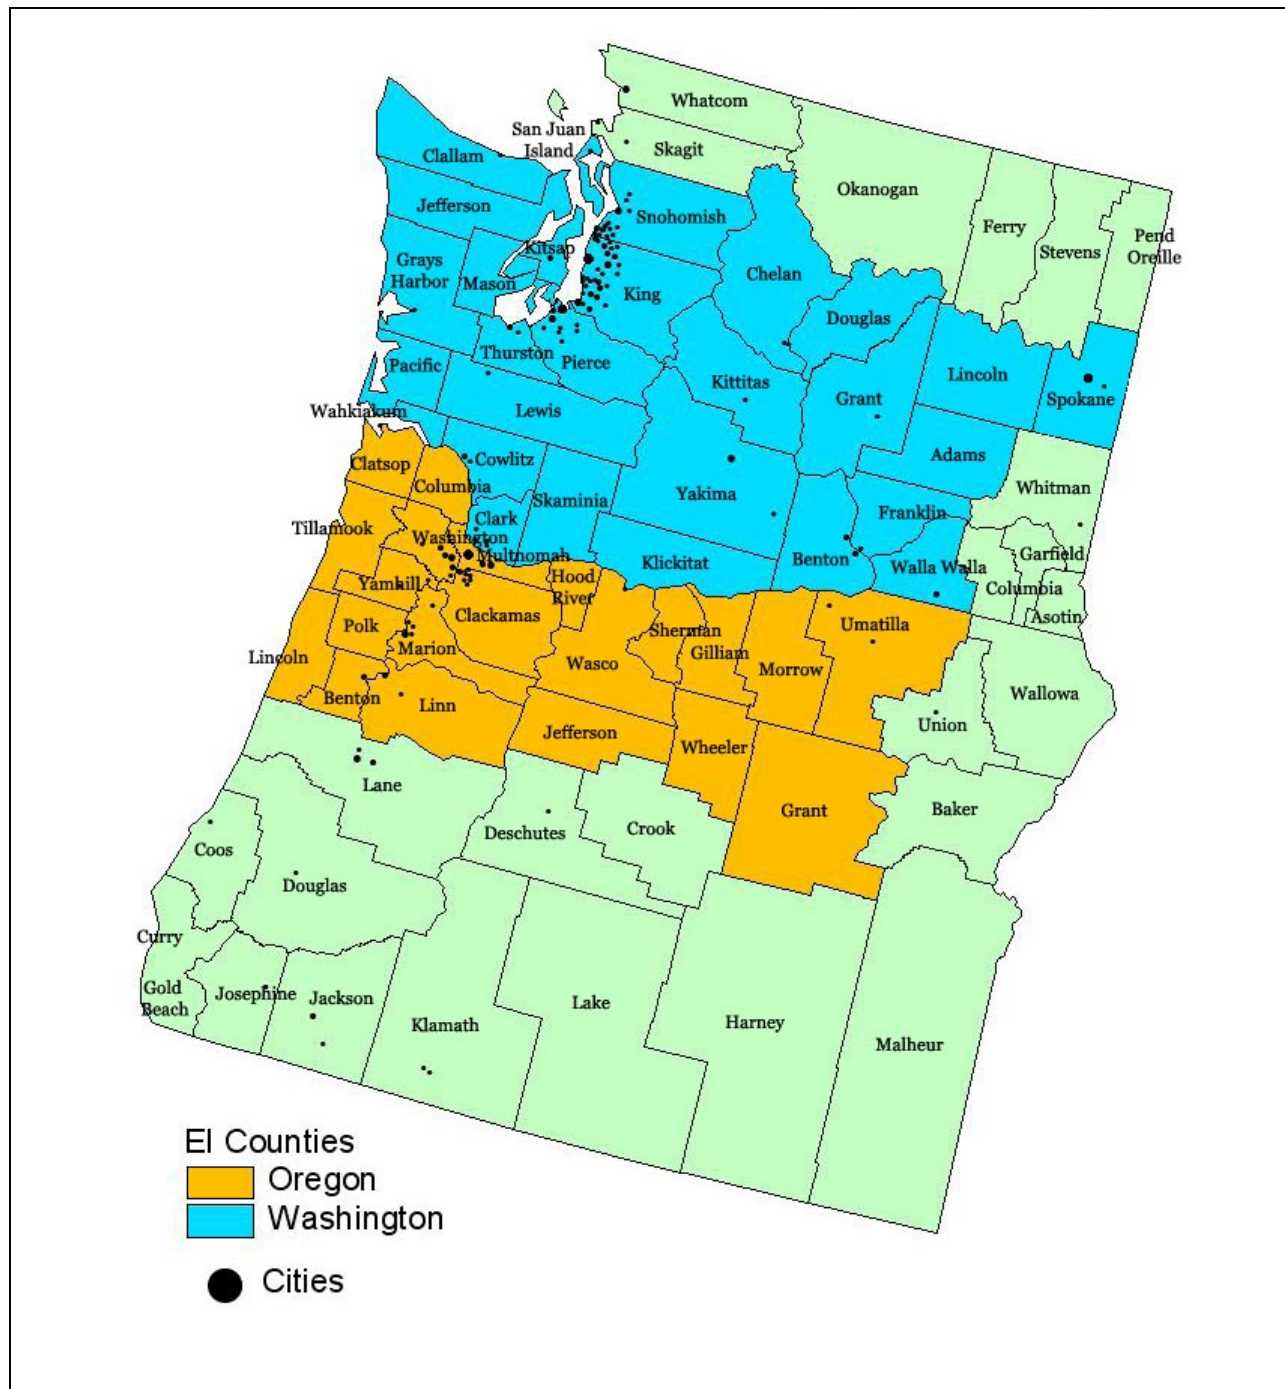 Whatcom
San Juan
Island
Skagit
Clallam
Okanogan
Jefferson
Snohomish
Ferry
Stevens
Pend
Oreille
Kitsap
Grays
Harbor
Mason
King
Chelan
Douglas
Thurston
Pierce
Pacific
Kittitas
Grant
Lincoln
Spokane
Wahkiakum
Lewis
Adams
Clatsop
Cowlitz
Columbia
Skaminia
Yakima
Whitman
Tillamook
Clark
Franklin
Washington
Multnomah
Klickitat
Benton
Walla Walla
Garfield
Columbia
Asotin
Yamhill
Hood
River
Clackamas
Polk
Marion
Sherman
Gilliam
Umatilla
Lincoln
Wasco
Morrow
Wallowa
Benton
Linn
Union
Jefferson
Wheeler
Lane
Grant
Baker
Deschutes
Crook
Coos
Douglas
Curry
Gold
Beach
Josephine
Jackson
Klamath
Lake
Harney
Malheur
EI Counties
Oregon
Washington
Cities